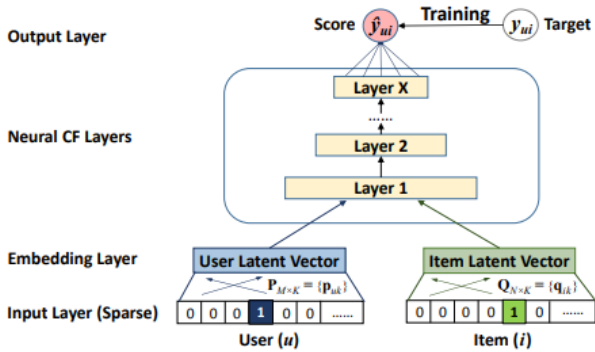 Score ŷui Training yui Target
Output Layer
Layer X
......
Neural CF Layers
Layer 2
Layer 1
Embedding Layer User Latent Vector Item Latent Vector
PM×K = {puk} QN×K = {qik}
Input Layer (Sparse) 0 0 0 1 0 0 ...... 0 0 0 0 1 0 ......
User (u) Item (i)